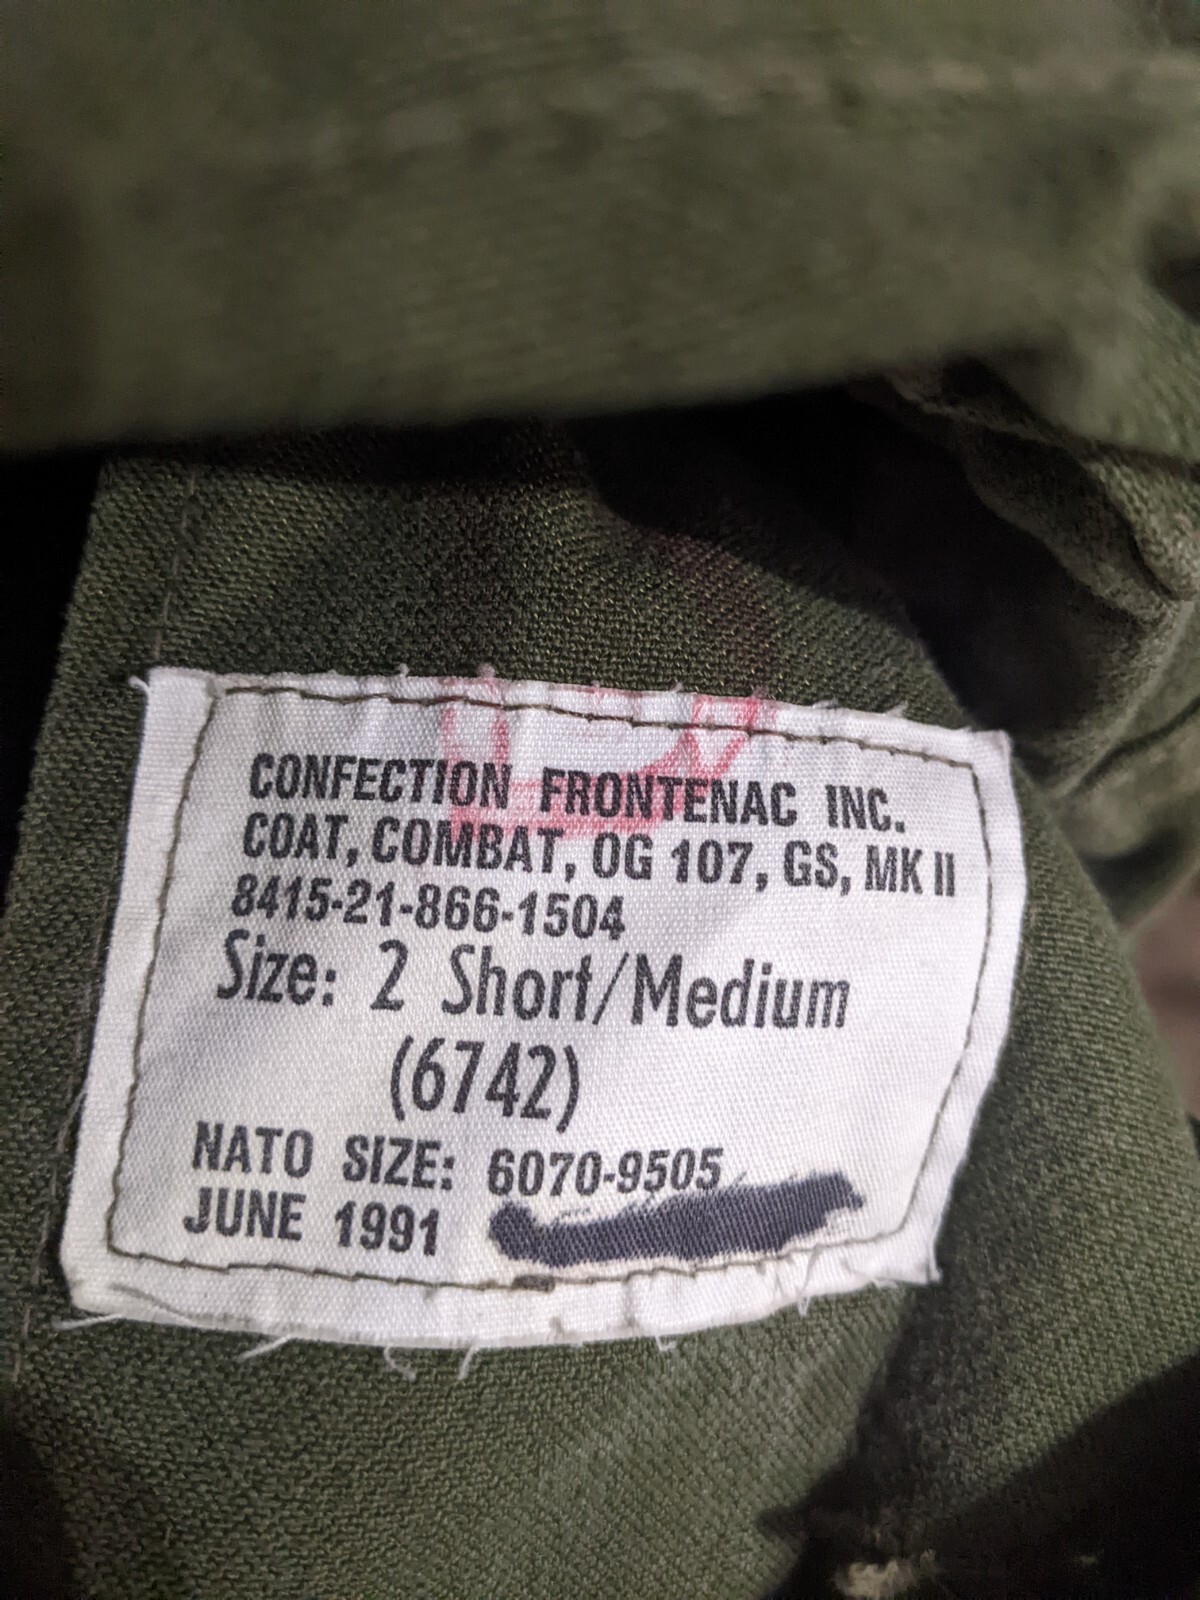 CONFECTION FRONTENAC INC.
COAT, COMBAT, OG 107, GS, MK II
8415-21-866-1504
Size: 2 Short/Medium
(6742)
NATO SIZE: 6070-9505
JUNE 1991